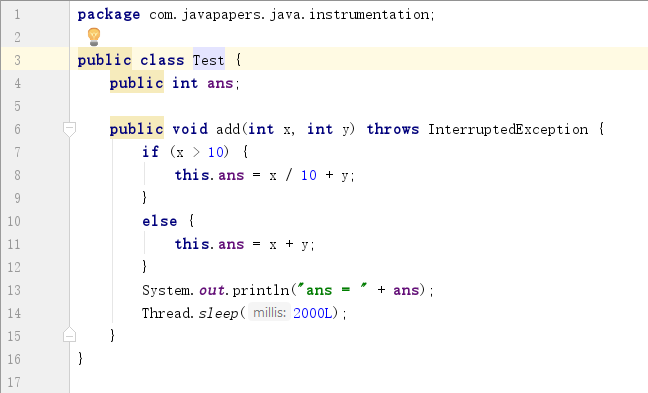 1 package com.javapapers.java.instrumentation;
2
3 public class Test {
4 public int ans;
5
6 public void add(int x, int y) throws InterruptedException {
7 if (x > 10) {
8 this.ans = x / 10 + y;
9 }
10 else {
11 this.ans = x + y;
12 }
13 System.out.println("ans = " + ans);
14 Thread.sleep( millis: 2000L);
15 }
16 }
17